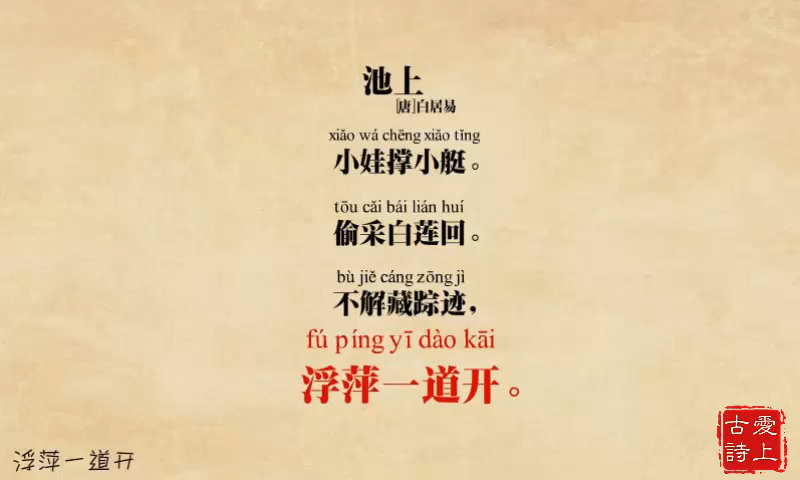 池上
[唐]白居易
xiǎo wá chēng xiǎo tǐng
小娃撑小艇。
tōu cǎi bái lián huí
偷采白莲回。
bù jiě cáng zōng jì
不解藏踪迹，
fú píng yī dào kāi
浮萍一道开。
浮萍一道开
愛上
古詩